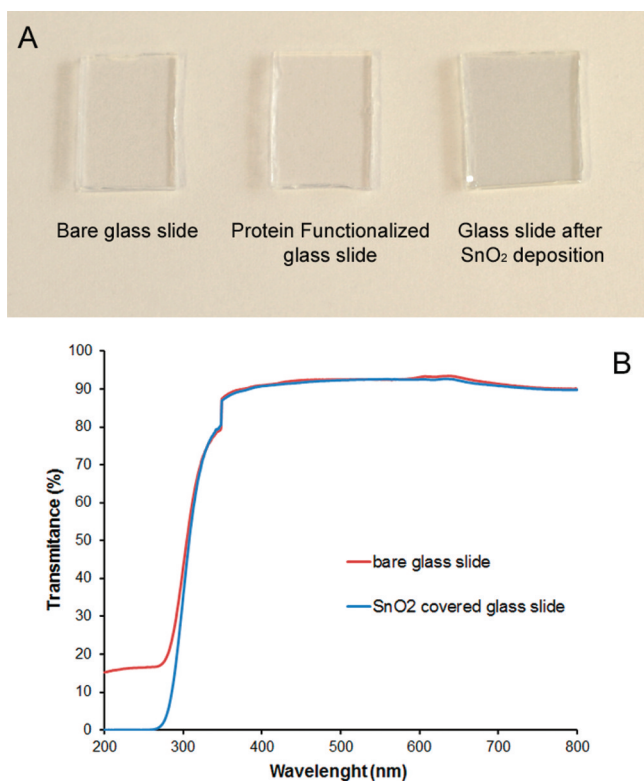 A
Bare glass slide
Protein Functionalized
glass slide
Glass slide after
SnO₂ deposition
B
100
90
80
70
60
50
40
30
20
10
0
Transmitance (%)
bare glass slide
SnO2 covered glass slide
200
300
400
500
600
700
800
Wavelenght (nm)